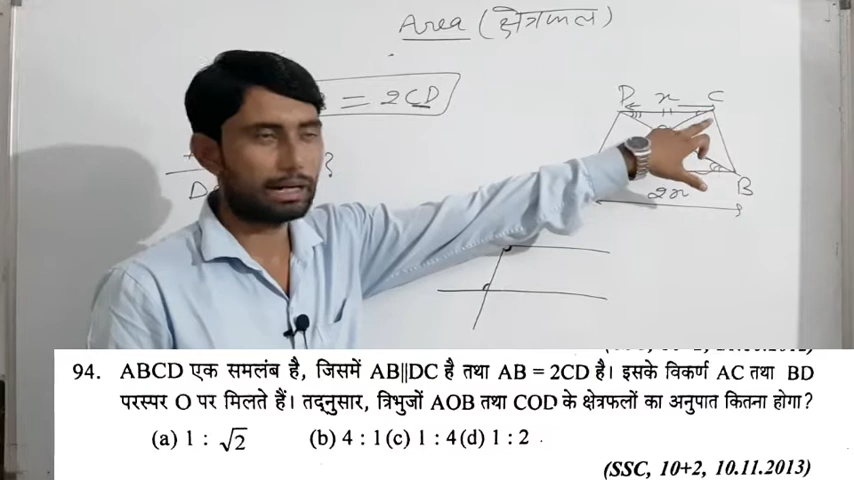 Area (क्षेत्रफल)
= 2CD
D x C
?
D
2x B
94. ABCD एक समलंब है, जिसमें AB||DC है तथा AB = 2CD है। इसके विकर्ण AC तथा BD
परस्पर O पर मिलते हैं। तद्नुसार, त्रिभुजों AOB तथा COD के क्षेत्रफलों का अनुपात कितना होगा?
(a) 1 : √2 (b) 4 : 1 (c) 1 : 4 (d) 1 : 2
(SSC, 10+2, 10.11.2013)